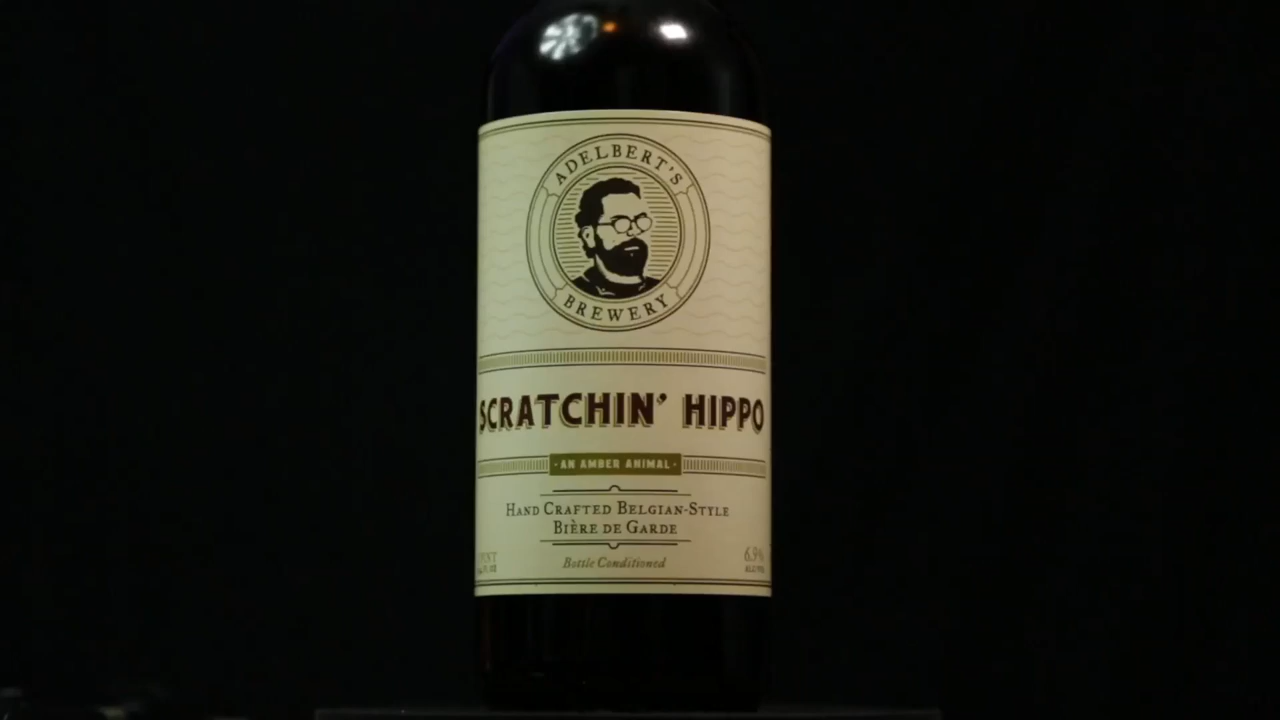 ADELBERT'S
BREWERY
SCRATCHIN' HIPPO
· AN AMBER ANIMAL ·
HAND CRAFTED BELGIAN-STYLE
BIÈRE DE GARDE
Bottle Conditioned
6.9%